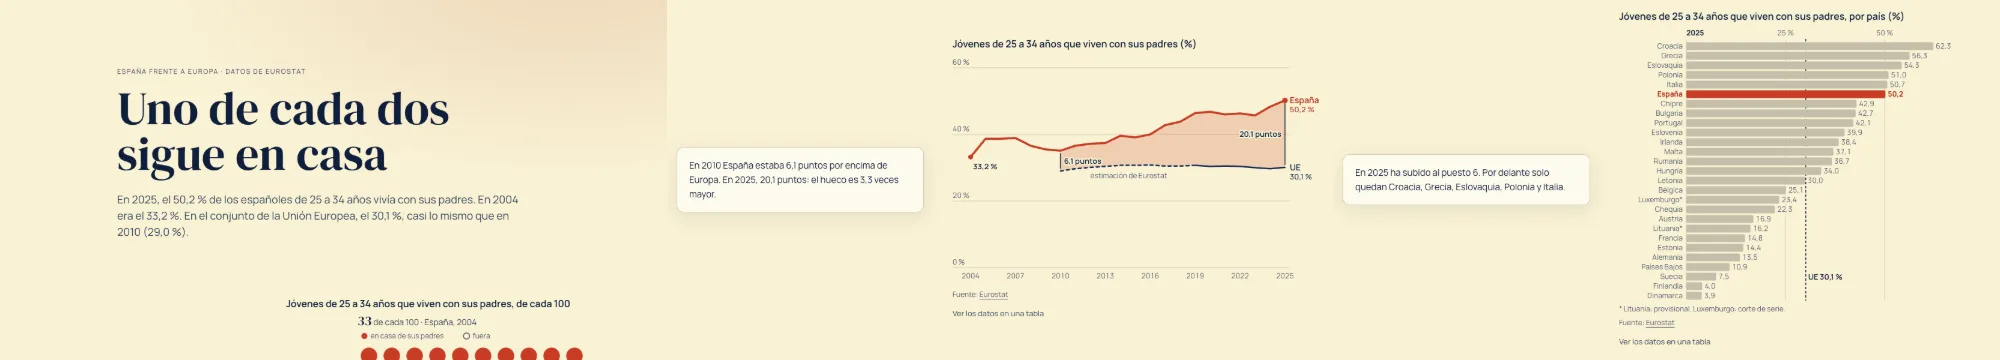 ESPAÑA FRENTE A EUROPA · DATOS DE EUROSTAT
Uno de cada dos
sigue en casa
En 2025, el 50,2 % de los españoles de 25 a 34 años vivía con sus padres. En 2004
era el 33,2 %. En el conjunto de la Unión Europea, el 30,1 %, casi lo mismo que en
2010 (29,0 %).
Jóvenes de 25 a 34 años que viven con sus padres, de cada 100
33 de cada 100 · España, 2004
en casa de sus padres
fuera
En 2010 España estaba 6,1 puntos por encima de
Europa. En 2025, 20,1 puntos: el hueco es 3,3 veces
mayor.
Jóvenes de 25 a 34 años que viven con sus padres (%)
60 %
40 %
20 %
0 %
España
50,2 %
20,1 puntos
6,1 puntos
33,2 %
estimación de Eurostat
UE
30,1 %
2004 2007 2010 2013 2016 2019 2022 2025
Fuente: Eurostat
Ver los datos en una tabla
En 2025 ha subido al puesto 6. Por delante solo
quedan Croacia, Grecia, Eslovaquia, Polonia y Italia.
Jóvenes de 25 a 34 años que viven con sus padres, por país (%)
2025 25 % 50 %
Croacia 62,3
Grecia 56,3
Eslovaquia 54,3
Polonia 51,0
Italia 50,7
España 50,2
Chipre 42,9
Bulgaria 42,7
Portugal 42,1
Eslovenia 39,9
Irlanda 38,4
Malta 37,1
Rumanía 36,7
Hungría 34,0
Letonia 30,0
Bélgica 25,1
Luxemburgo* 23,4
Chequia 22,3
Austria 16,9
Lituania* 16,2
Francia 14,8
Estonia 14,4
Alemania 13,5
Países Bajos 10,9
Suecia 7,5
Finlandia 4,0
Dinamarca 3,9
UE 30,1 %
* Lituania: provisional. Luxemburgo: corte de serie.
Fuente: Eurostat
Ver los datos en una tabla